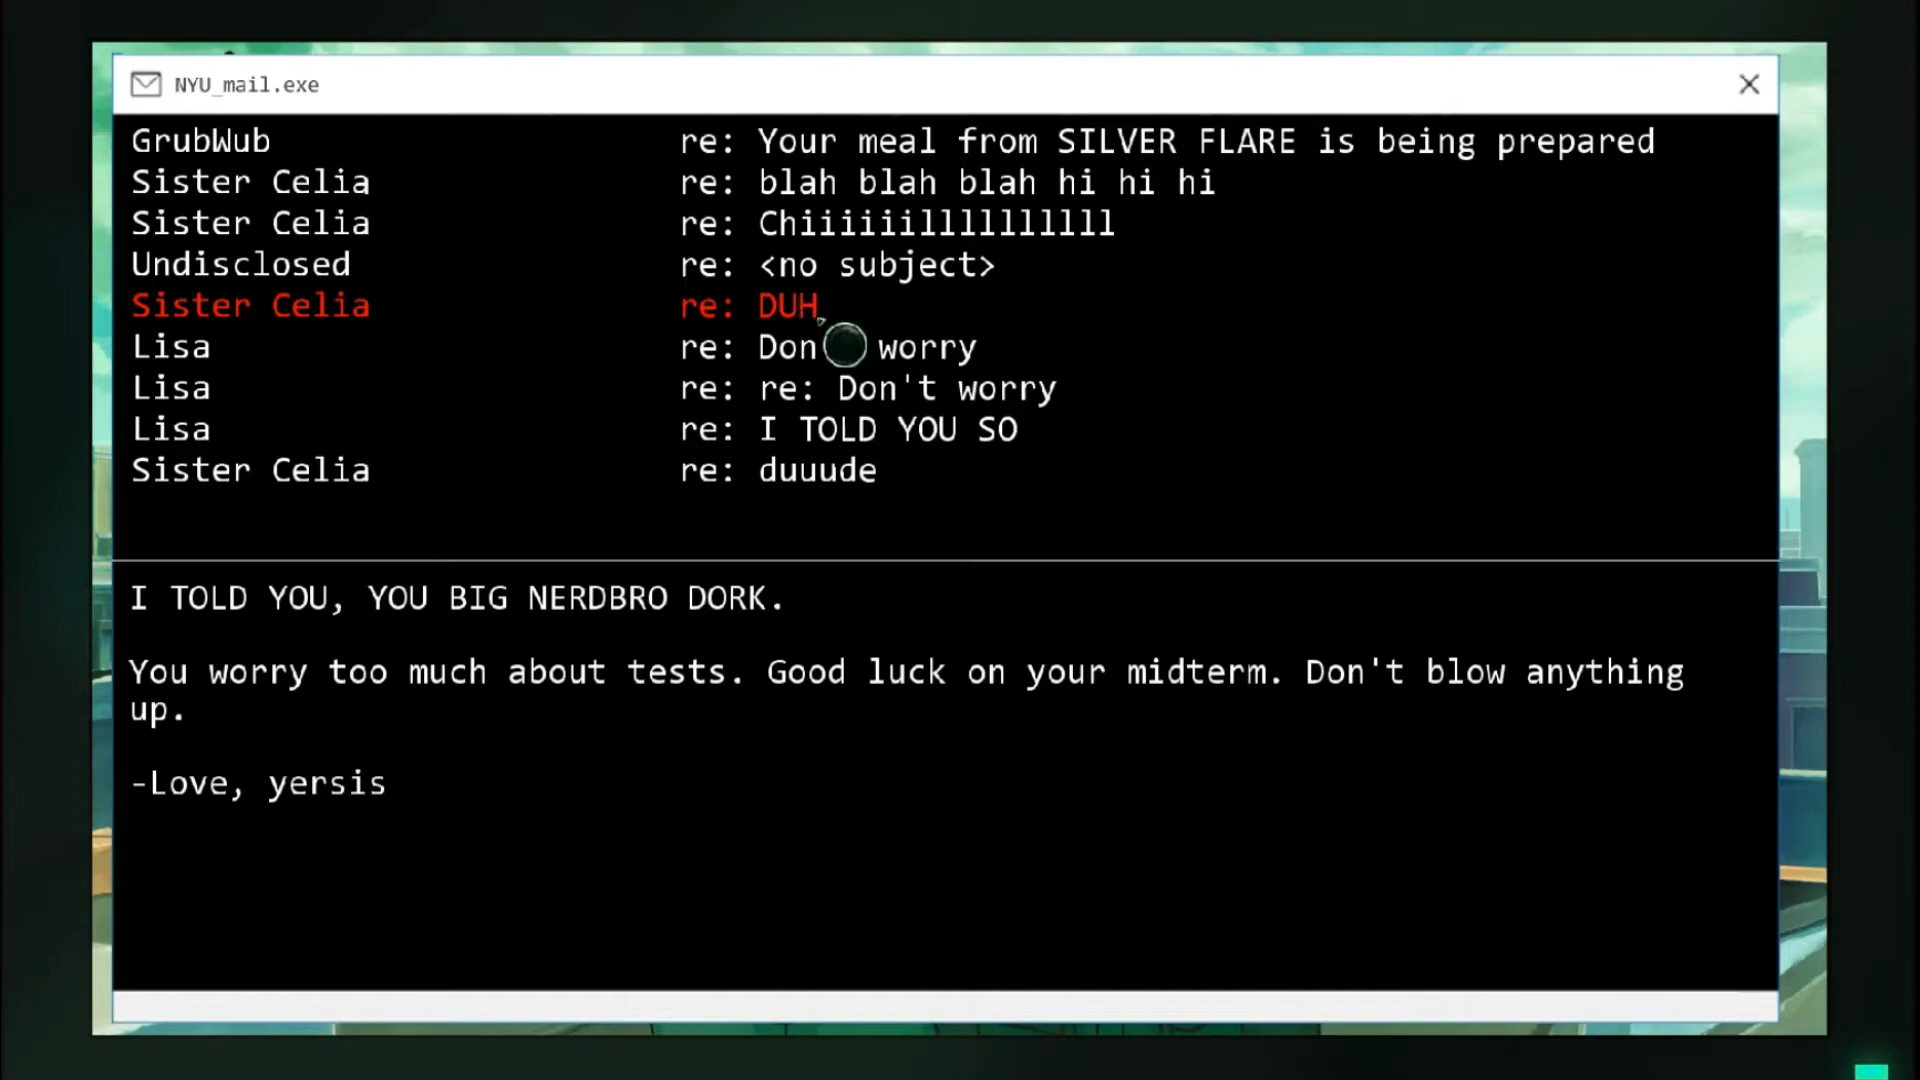 NYU_mail.exe
GrubWub re: Your meal from SILVER FLARE is being prepared
Sister Celia re: blah blah blah hi hi hi
Sister Celia re: Chiiiiiillllllllll
Undisclosed re: <no subject>
Sister Celia re: DUH
Lisa re: Don worry
Lisa re: re: Don't worry
Lisa re: I TOLD YOU SO
Sister Celia re: duuude
I TOLD YOU, YOU BIG NERDBRO DORK.
You worry too much about tests. Good luck on your midterm. Don't blow anything
up.
-Love, yersis